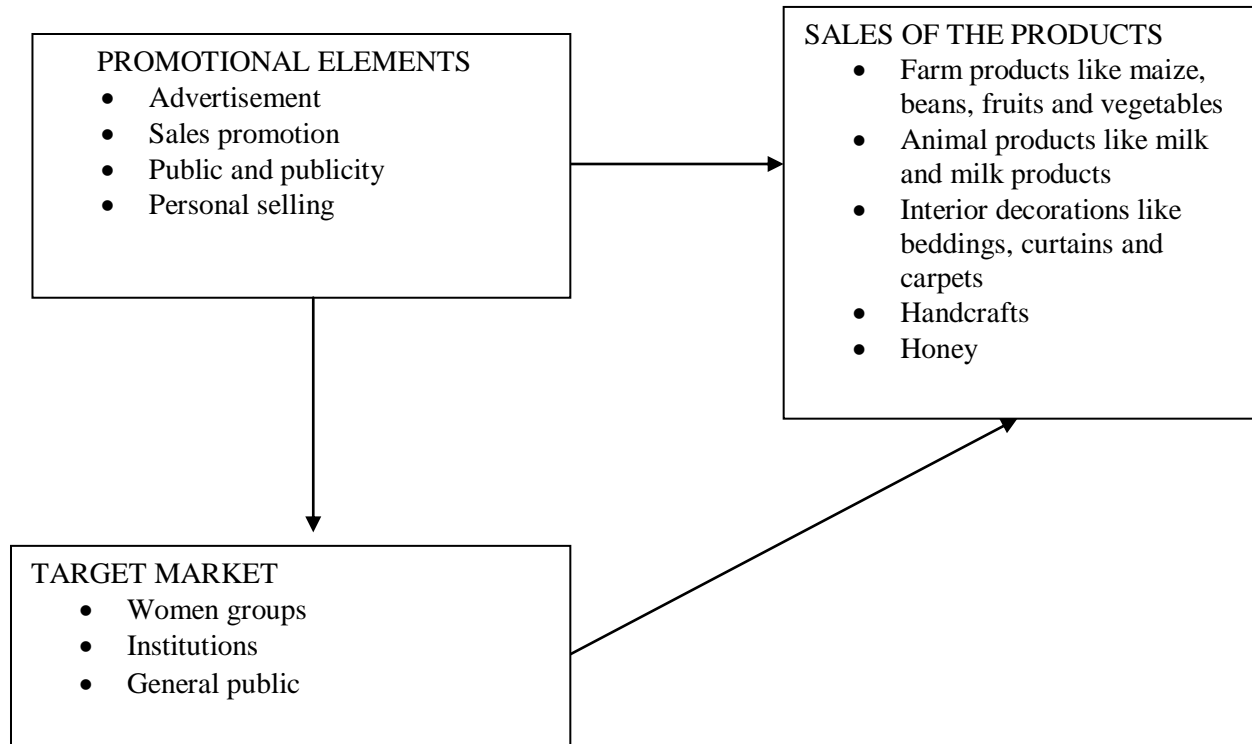 PROMOTIONAL ELEMENTS
• Advertisement
• Sales promotion
• Public and publicity
• Personal selling
SALES OF THE PRODUCTS
• Farm products like maize,
beans, fruits and vegetables
• Animal products like milk
and milk products
• Interior decorations like
beddings, curtains and
carpets
• Handcrafts
• Honey
TARGET MARKET
• Women groups
• Institutions
• General public